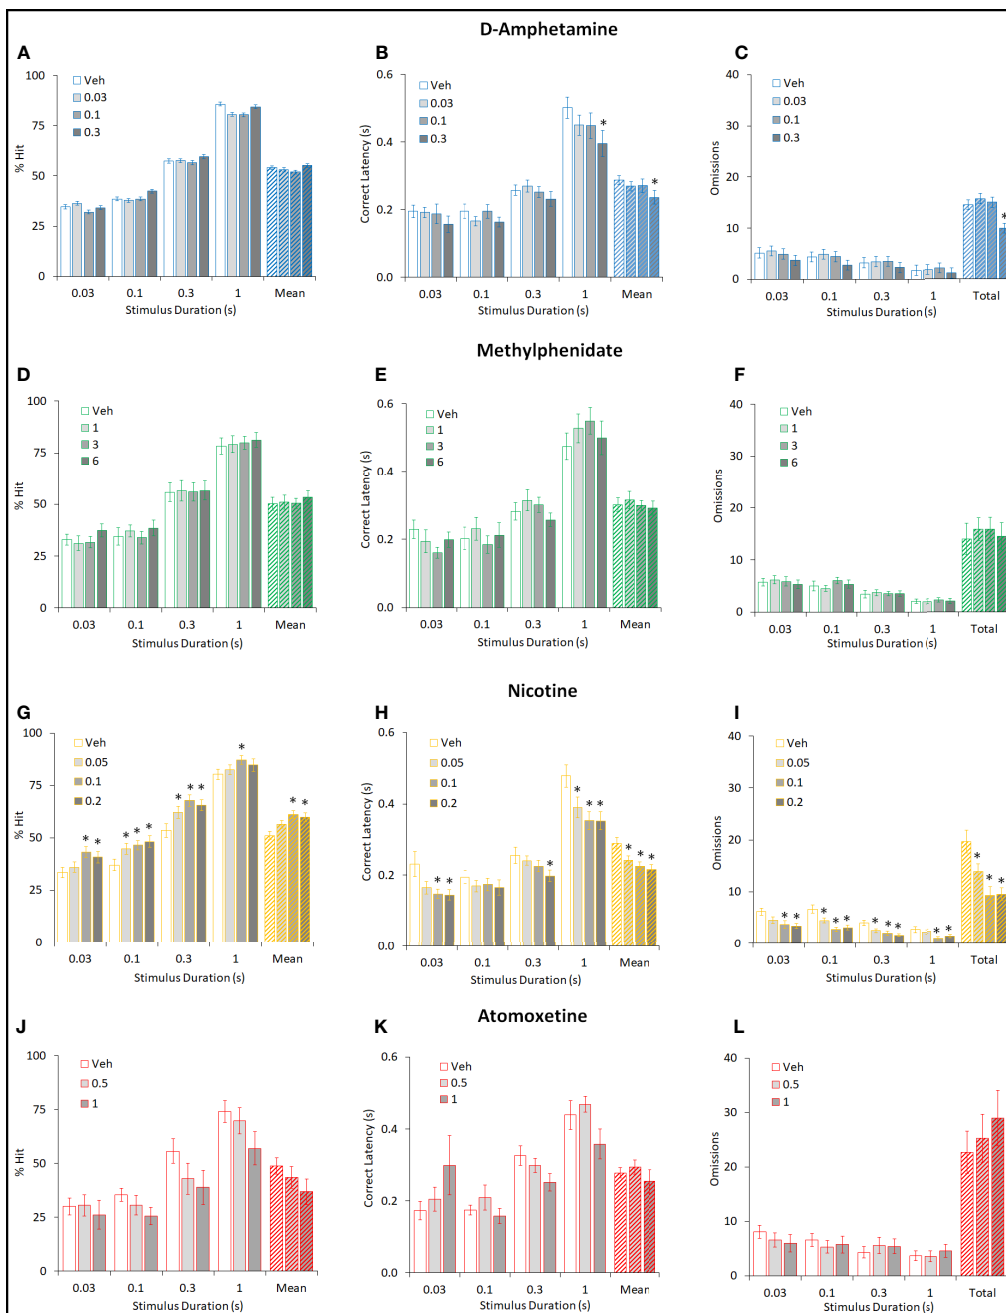 D-Amphetamine
A
B
C
% Hit
100
75
50
25
0
Veh
0.03
0.1
0.3
0.03 0.1 0.3 1 Mean
Stimulus Duration (s)
Correct Latency (s)
0.6
0.4
0.2
0.0
Veh
0.03
0.1
0.3
* *
0.03 0.1 0.3 1 Mean
Stimulus Duration (s)
Omissions
40
30
20
10
0
Veh
0.03
0.1
0.3
*
0.03 0.1 0.3 1 Total
Stimulus Duration (s)
Methylphenidate
D
E
F
% Hit
100
75
50
25
0
Veh
1
3
6
0.03 0.1 0.3 1 Mean
Stimulus Duration (s)
Correct Latency (s)
0.6
0.4
0.2
0.0
Veh
1
3
6
0.03 0.1 0.3 1 Mean
Stimulus Duration (s)
Omissions
40
30
20
10
0
Veh
1
3
6
0.03 0.1 0.3 1 Total
Stimulus Duration (s)
Nicotine
G
H
I
% Hit
100
75
50
25
0
Veh
0.05
0.1
0.2
* * * * * * * * * * *
0.03 0.1 0.3 1 Mean
Stimulus Duration (s)
Correct Latency (s)
0.6
0.4
0.2
0.0
Veh
0.05
0.1
0.2
* * * * * * * * *
0.03 0.1 0.3 1 Mean
Stimulus Duration (s)
Omissions
40
30
20
10
0
Veh
0.05
0.1
0.2
* * * * * * * * * * * * *
0.03 0.1 0.3 1 Total
Stimulus Duration (s)
Atomoxetine
J
K
L
% Hit
100
75
50
25
0
Veh
0.5
1
0.03 0.1 0.3 1 Mean
Stimulus Duration (s)
Correct Latency (s)
0.6
0.4
0.2
0.0
Veh
0.5
1
0.03 0.1 0.3 1 Mean
Stimulus Duration (s)
Omissions
40
30
20
10
0
Veh
0.5
1
0.03 0.1 0.3 1 Total
Stimulus Duration (s)